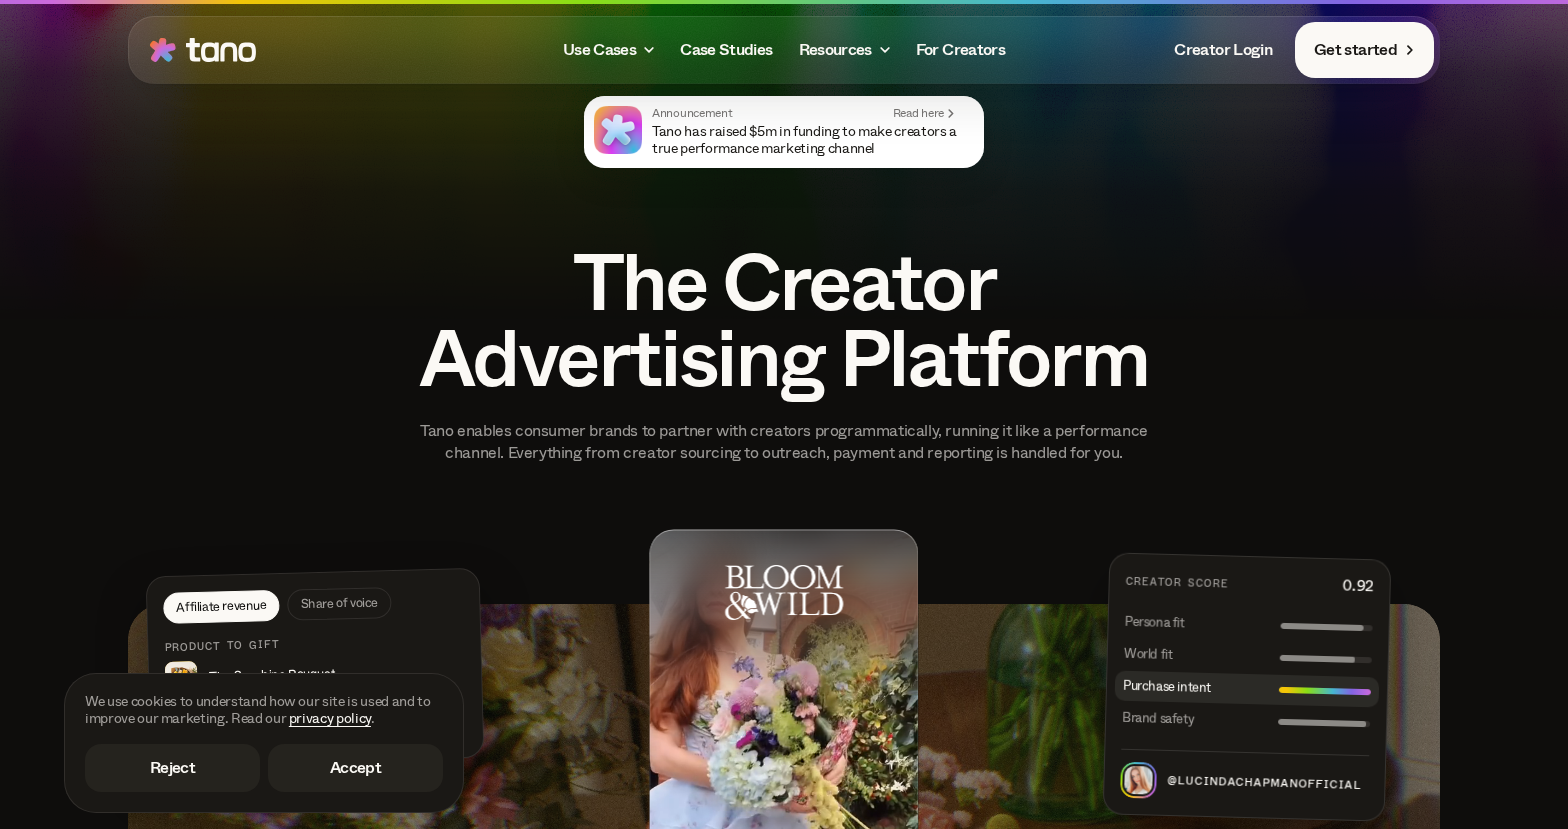 tano
Use Cases
Case Studies
Resources
For Creators
Creator Login
Get started
Announcement
Read here
Tano has raised $5m in funding to make creators a
true performance marketing channel
The Creator
Advertising Platform
Tano enables consumer brands to partner with creators programmatically, running it like a performance
channel. Everything from creator sourcing to outreach, payment and reporting is handled for you.
Affiliate revenue
Share of voice
PRODUCT TO GIFT
We use cookies to understand how our site is used and to
improve our marketing. Read our privacy policy.
Reject
Accept
BLOOM
&WILD
CREATOR SCORE
0.92
Persona fit
World fit
Purchase intent
Brand safety
@LUCINDACHAPMANOFFICIAL